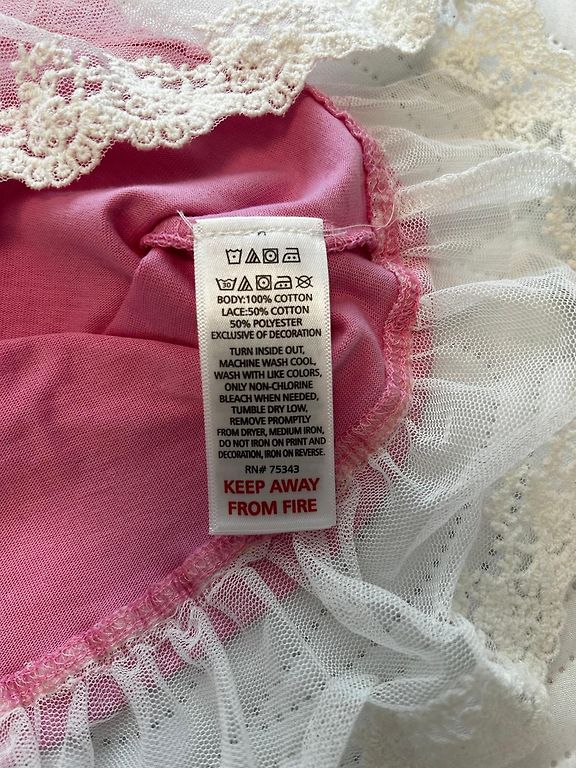 30
BODY:100% COTTON
LACE:50% COTTON
50% POLYESTER
EXCLUSIVE OF DECORATION
TURN INSIDE OUT,
MACHINE WASH COOL,
WASH WITH LIKE COLORS,
ONLY NON-CHLORINE
BLEACH WHEN NEEDED,
TUMBLE DRY LOW,
REMOVE PROMPTLY
FROM DRYER, MEDIUM IRON,
DO NOT IRON ON PRINT AND
DECORATION, IRON ON REVERSE.
RN# 75343
KEEP AWAY
FROM FIRE